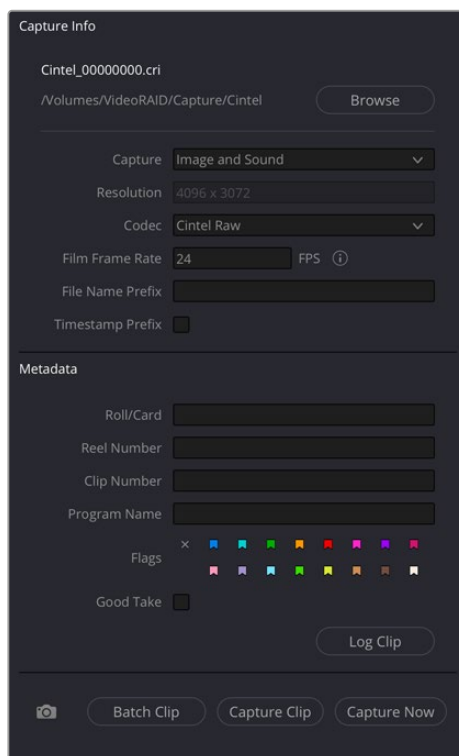 Capture Info
Cintel_00000000.cri
/Volumes/VideoRAID/Capture/Cintel Browse
Capture Image and Sound
Resolution 4096 x 3072
Codec Cintel Raw
Film Frame Rate 24 FPS
File Name Prefix
Timestamp Prefix
Metadata
Roll/Card
Reel Number
Clip Number
Program Name
Flags
Good Take
Log Clip
Batch Clip Capture Clip Capture Now